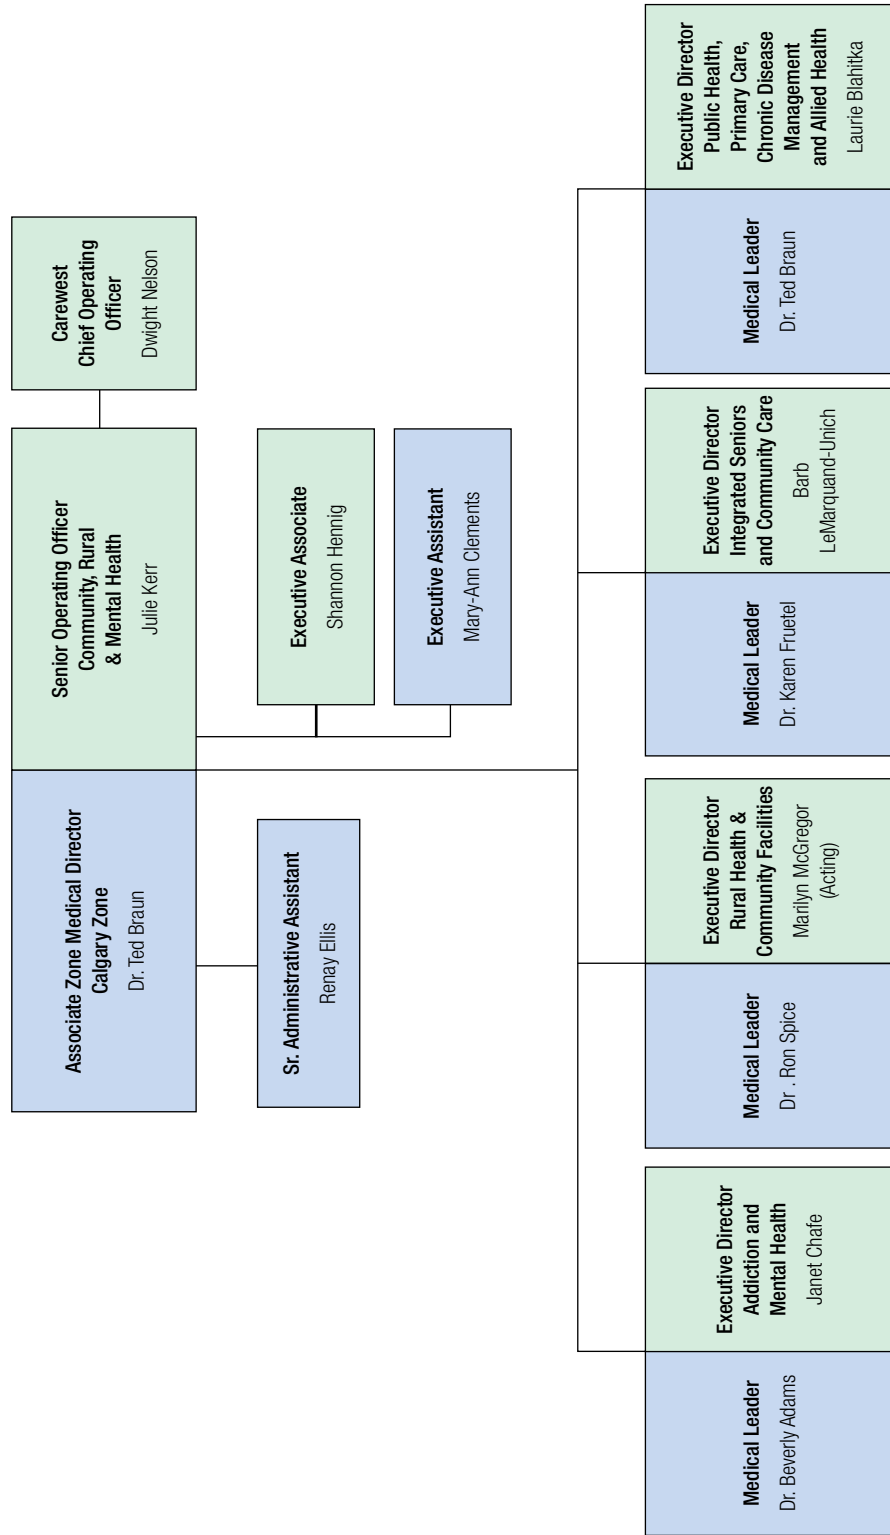 Associate Zone Medical Director
Calgary Zone
Dr. Ted Braun
Senior Operating Officer
Community, Rural
& Mental Health
Julie Kerr
Carewest
Chief Operating
Officer
Dwight Nelson
Sr. Administrative Assistant
Renay Ellis
Executive Associate
Shannon Hennig
Executive Assistant
Mary-Ann Clements
Medical Leader
Dr. Beverly Adams
Executive Director
Addiction and
Mental Health
Janet Chafe
Medical Leader
Dr . Ron Spice
Executive Director
Rural Health &
Community Facilities
Marilyn McGregor
(Acting)
Medical Leader
Dr. Karen Fruetel
Executive Director
Integrated Seniors
and Community Care
Barb
LeMarquand-Unich
Medical Leader
Dr. Ted Braun
Executive Director
Public Health,
Primary Care,
Chronic Disease
Management
and Allied Health
Laurie Blahitka